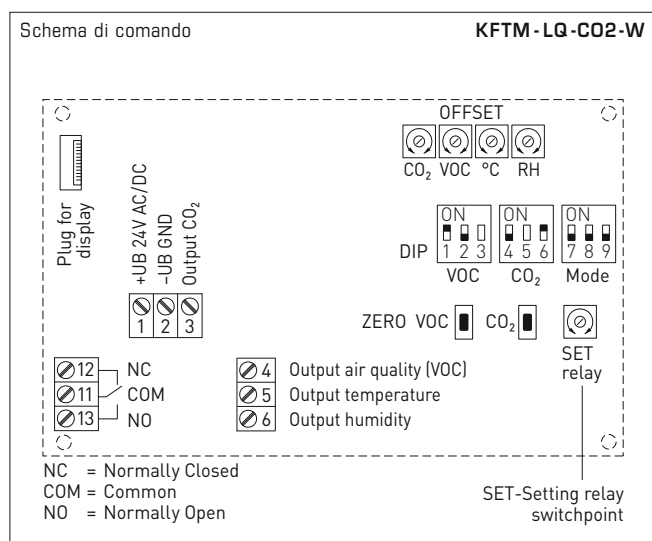 Schema di comando KFTM-LQ-CO2-W
OFFSET
CO₂ VOC °C RH
Plug for
display
+UB 24V AC/DC
–UB GND
Output CO₂
1 2 3
ON ON ON
DIP 1 2 3 4 5 6 7 8 9
VOC CO₂ Mode
ZERO VOC CO₂
SET
relay
12 NC
11 COM
13 NO
4 Output air quality (VOC)
5 Output temperature
6 Output humidity
NC = Normally Closed
COM = Common
NO = Normally Open
SET-Setting relay
switchpoint